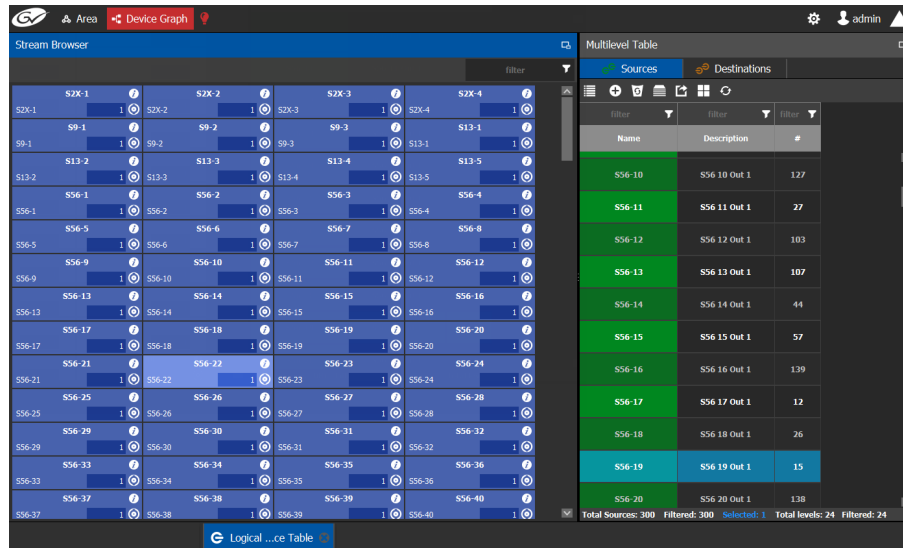 GV Area Device Graph admin
Stream Browser
filter
S2X-1 S2X-2 S2X-3 S2X-4
S2X-1 1 S2X-2 1 S2X-3 1 S2X-4 1
S9-1 S9-2 S9-3 S13-1
S9-1 1 S9-2 1 S9-3 1 S13-1 1
S13-2 S13-3 S13-4 S13-5
S13-2 1 S13-3 1 S13-4 1 S13-5 1
S56-1 S56-2 S56-3 S56-4
S56-1 1 S56-2 1 S56-3 1 S56-4 1
S56-5 S56-6 S56-7 S56-8
S56-5 1 S56-6 1 S56-7 1 S56-8 1
S56-9 S56-10 S56-11 S56-12
S56-9 1 S56-10 1 S56-11 1 S56-12 1
S56-13 S56-14 S56-15 S56-16
S56-13 1 S56-14 1 S56-15 1 S56-16 1
S56-17 S56-18 S56-19 S56-20
S56-17 1 S56-18 1 S56-19 1 S56-20 1
S56-21 S56-22 S56-23 S56-24
S56-21 1 S56-22 1 S56-23 1 S56-24 1
S56-25 S56-26 S56-27 S56-28
S56-25 1 S56-26 1 S56-27 1 S56-28 1
S56-29 S56-30 S56-31 S56-32
S56-29 1 S56-30 1 S56-31 1 S56-32 1
S56-33 S56-34 S56-35 S56-36
S56-33 1 S56-34 1 S56-35 1 S56-36 1
S56-37 S56-38 S56-39 S56-40
S56-37 1 S56-38 1 S56-39 1 S56-40 1
Multilevel Table
Sources Destinations
filter filter filter
Name Description #
S56-10 S56 10 Out 1 127
S56-11 S56 11 Out 1 27
S56-12 S56 12 Out 1 103
S56-13 S56 13 Out 1 107
S56-14 S56 14 Out 1 44
S56-15 S56 15 Out 1 57
S56-16 S56 16 Out 1 139
S56-17 S56 17 Out 1 12
S56-18 S56 18 Out 1 26
S56-19 S56 19 Out 1 15
S56-20 S56 20 Out 1 138
Total Sources: 300 Filtered: 300 Selected: 1 Total levels: 24 Filtered: 24
Logical ...ce Table